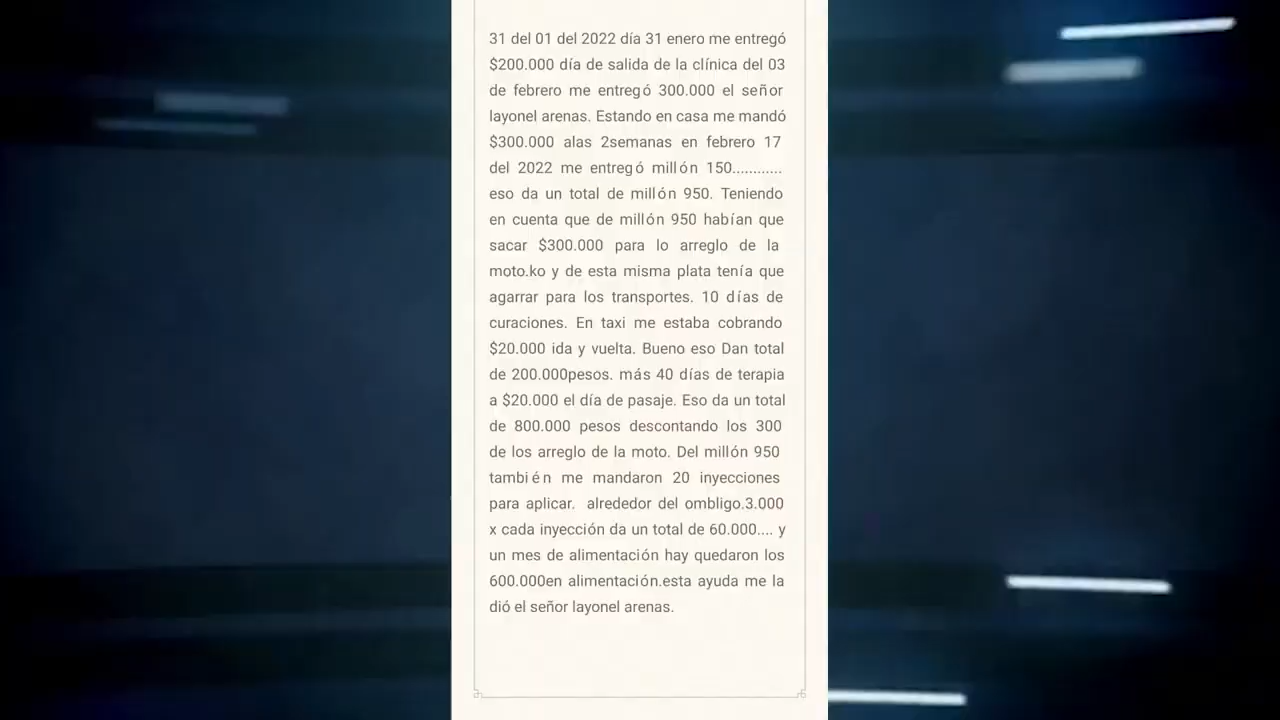 31 del 01 del 2022 día 31 enero me entregó
$200.000 día de salida de la clínica del 03
de febrero me entregó 300.000 el señor
layonel arenas. Estando en casa me mandó
$300.000 alas 2semanas en febrero 17
del 2022 me entregó millón 150............
eso da un total de millón 950. Teniendo
en cuenta que de millón 950 habían que
sacar $300.000 para lo arreglo de la
moto.ko y de esta misma plata tenía que
agarrar para los transportes. 10 días de
curaciones. En taxi me estaba cobrando
$20.000 ida y vuelta. Bueno eso Dan total
de 200.000pesos. más 40 días de terapia
a $20.000 el día de pasaje. Eso da un total
de 800.000 pesos descontando los 300
de los arreglo de la moto. Del millón 950
también me mandaron 20 inyecciones
para aplicar. alrededor del ombligo.3.000
x cada inyección da un total de 60.000.... y
un mes de alimentación hay quedaron los
600.000en alimentación.esta ayuda me la
dió el señor layonel arenas.